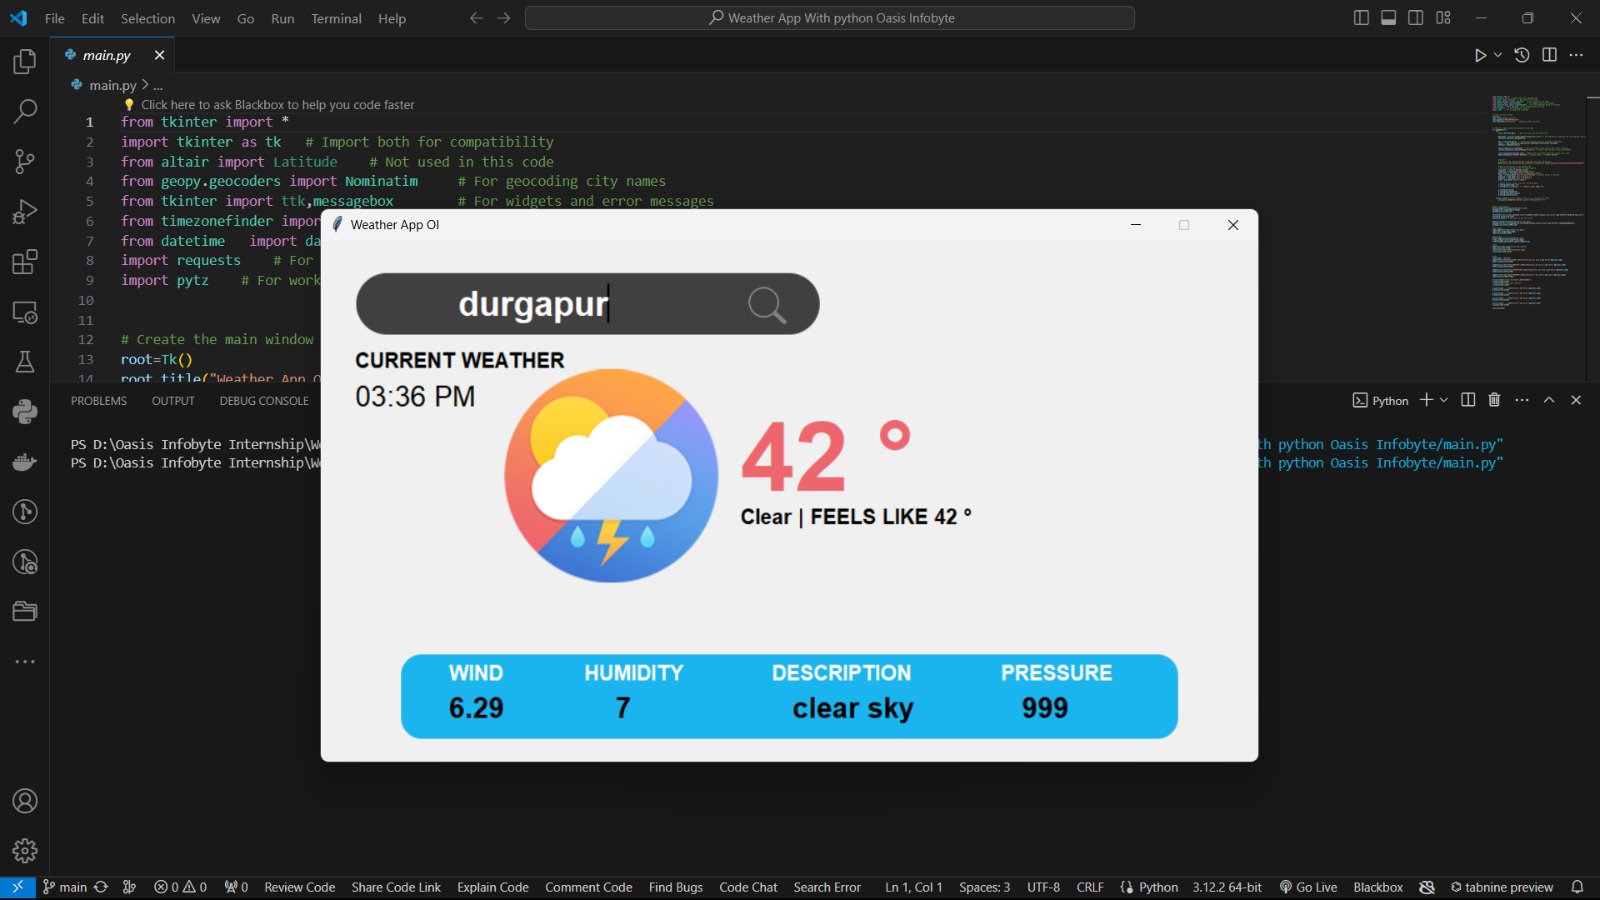 File Edit Selection View Go Run Terminal Help
Weather App With python Oasis Infobyte
main.py
main.py > ...
Click here to ask Blackbox to help you code faster
1 from tkinter import *
2 import tkinter as tk # Import both for compatibility
3 from altair import Latitude # Not used in this code
4 from geopy.geocoders import Nominatim # For geocoding city names
5 from tkinter import ttk,messagebox # For widgets and error messages
6 from timezonefinder impor
7 from datetime import da
8 import requests # For
9 import pytz # For work
10
11
12 # Create the main window
13 root=Tk()
14 root.title("Weather App O
Weather App OI
durgapur
CURRENT WEATHER
03:36 PM
42 °
Clear | FEELS LIKE 42 °
WIND HUMIDITY DESCRIPTION PRESSURE
6.29 7 clear sky 999
PROBLEMS OUTPUT DEBUG CONSOLE
Python
PS D:\Oasis Infobyte Internship\We
th python Oasis Infobyte/main.py"
PS D:\Oasis Infobyte Internship\We
th python Oasis Infobyte/main.py"
main 0 0 0 Review Code Share Code Link Explain Code Comment Code Find Bugs Code Chat Search Error Ln 1, Col 1 Spaces: 3 UTF-8 CRLF Python 3.12.2 64-bit Go Live Blackbox tabnine preview